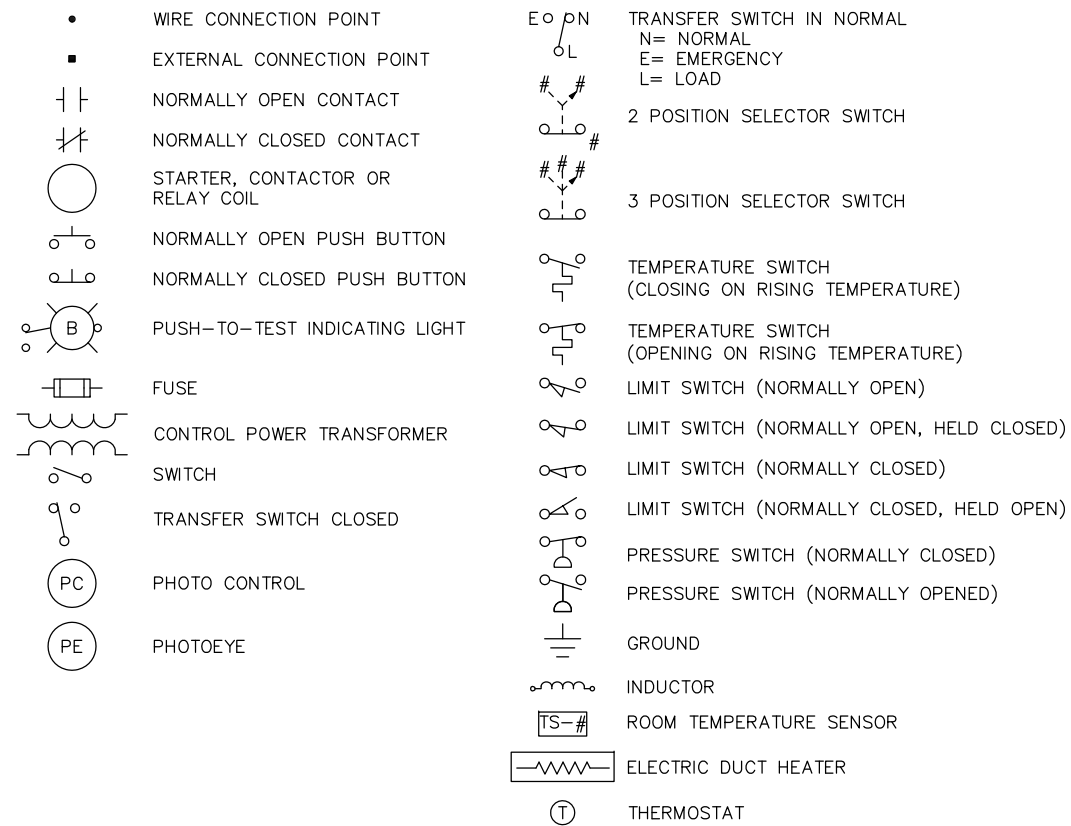 WIRE CONNECTION POINT
EXTERNAL CONNECTION POINT
NORMALLY OPEN CONTACT
NORMALLY CLOSED CONTACT
STARTER, CONTACTOR OR
RELAY COIL
NORMALLY OPEN PUSH BUTTON
NORMALLY CLOSED PUSH BUTTON
B PUSH-TO-TEST INDICATING LIGHT
FUSE
CONTROL POWER TRANSFORMER
SWITCH
TRANSFER SWITCH CLOSED
PC PHOTO CONTROL
PE PHOTOEYE
E N TRANSFER SWITCH IN NORMAL
N= NORMAL
L E= EMERGENCY
L= LOAD
# #
2 POSITION SELECTOR SWITCH
#
# # #
3 POSITION SELECTOR SWITCH
TEMPERATURE SWITCH
(CLOSING ON RISING TEMPERATURE)
TEMPERATURE SWITCH
(OPENING ON RISING TEMPERATURE)
LIMIT SWITCH (NORMALLY OPEN)
LIMIT SWITCH (NORMALLY OPEN, HELD CLOSED)
LIMIT SWITCH (NORMALLY CLOSED)
LIMIT SWITCH (NORMALLY CLOSED, HELD OPEN)
PRESSURE SWITCH (NORMALLY CLOSED)
PRESSURE SWITCH (NORMALLY OPENED)
GROUND
INDUCTOR
TS-# ROOM TEMPERATURE SENSOR
ELECTRIC DUCT HEATER
T THERMOSTAT